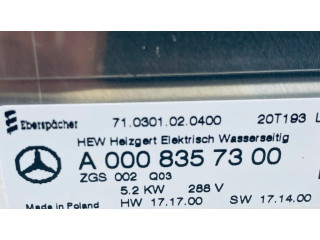 Eberspächer 71.0301.02.0400 20T193 L
HEW Heizgert Elektrisch Wasserseitig
A 000 835 73 00
ZGS 002 Q03
5.2 KW 288 V
Made in Poland HW 17.17.00 SW 17.14.00